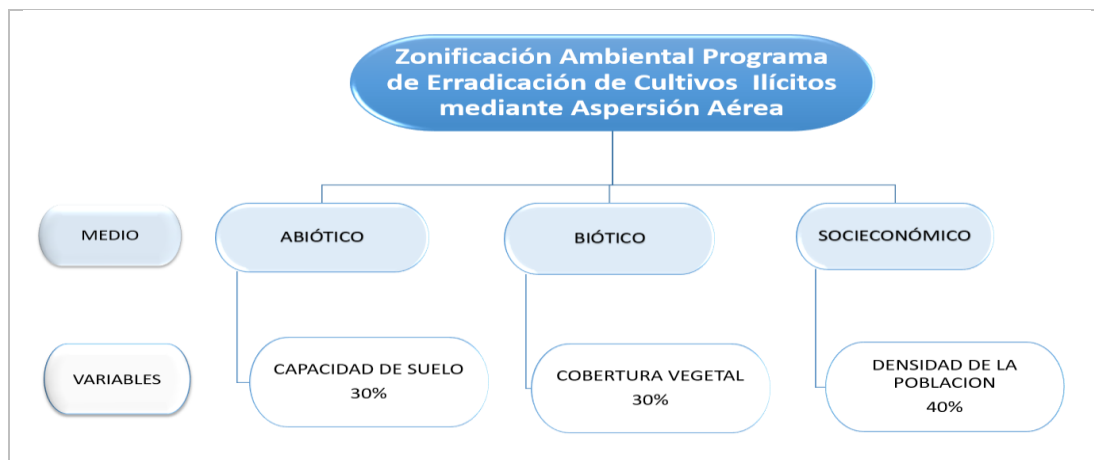 Zonificación Ambiental Programa
de Erradicación de Cultivos Ilícitos
mediante Aspersión Aérea
MEDIO
ABIÓTICO
BIÓTICO
SOCIECONÓMICO
VARIABLES
CAPACIDAD DE SUELO
30%
COBERTURA VEGETAL
30%
DENSIDAD DE LA
POBLACION
40%